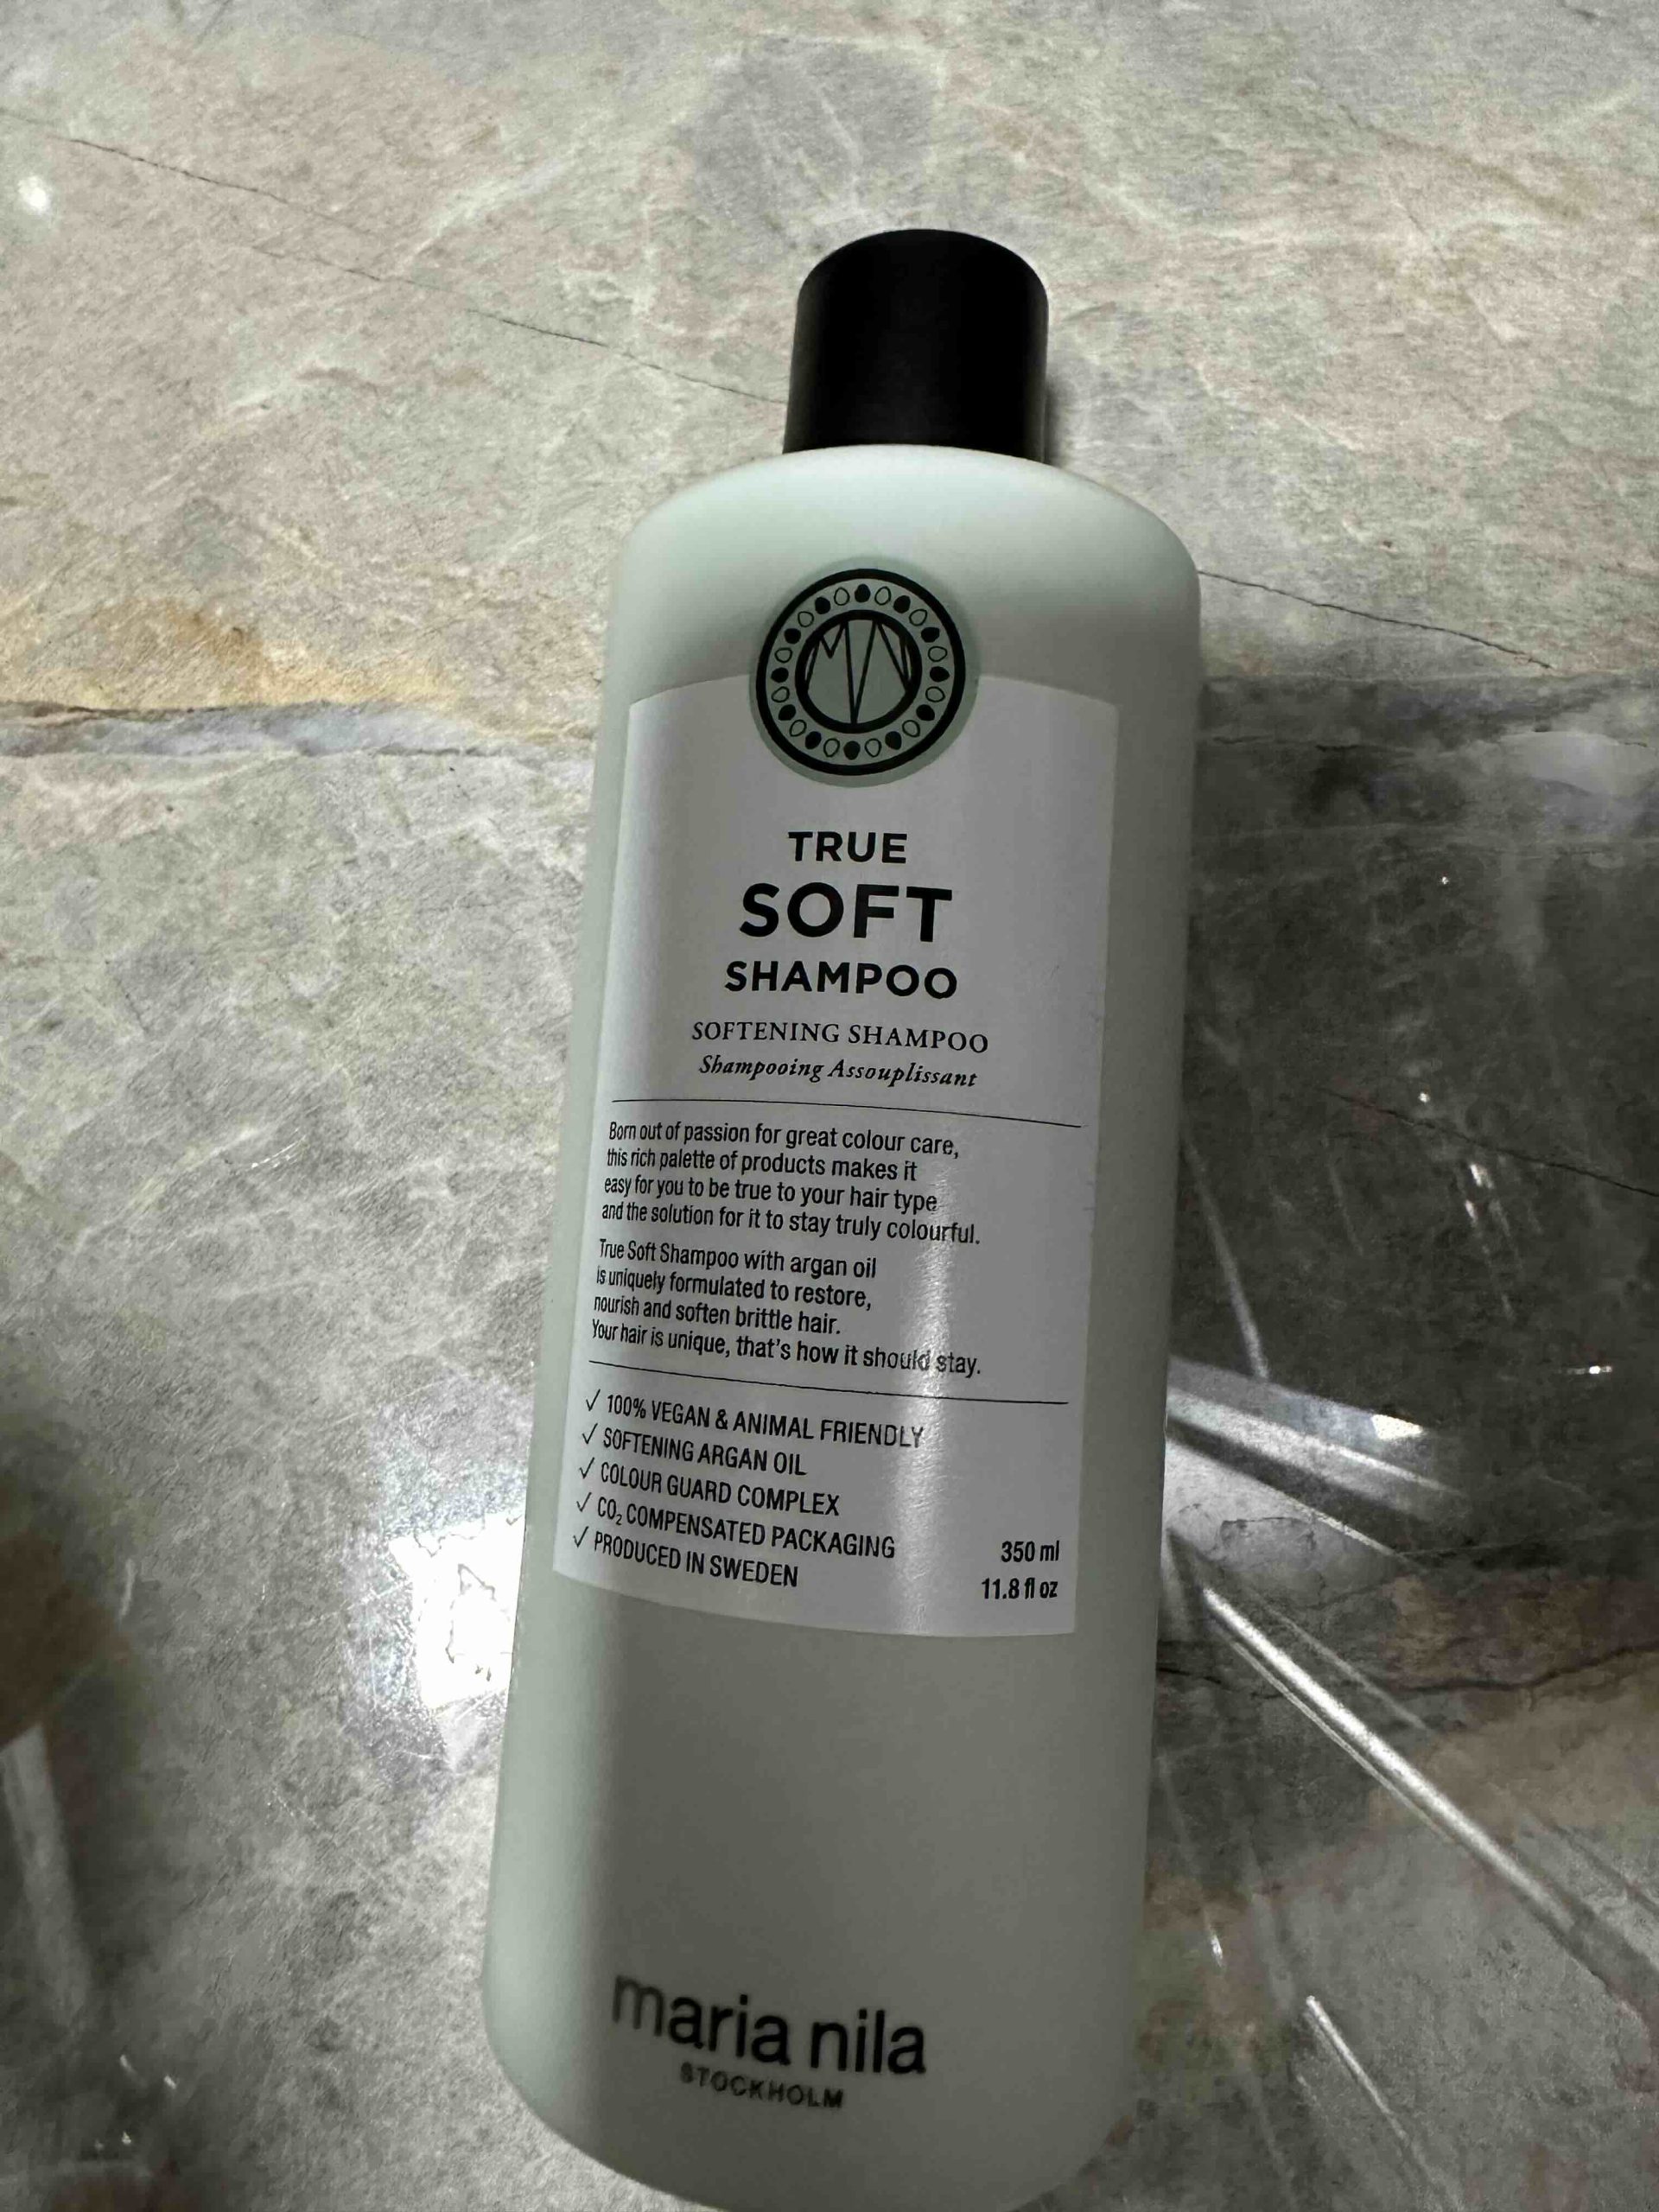 TRUE
SOFT
SHAMPOO
SOFTENING SHAMPOO
Shampooing Assouplissant
Born out of passion for great colour care,
this rich palette of products makes it
easy for you to be true to your hair type
and the solution for it to stay truly colourful.
True Soft Shampoo with argan oil
is uniquely formulated to restore,
nourish and soften brittle hair.
Your hair is unique, that's how it should stay.
✓ 100% VEGAN & ANIMAL FRIENDLY
✓ SOFTENING ARGAN OIL
✓ COLOUR GUARD COMPLEX
✓ CO₂ COMPENSATED PACKAGING
✓ PRODUCED IN SWEDEN
350 ml
11.8 fl oz
maria nila
STOCKHOLM